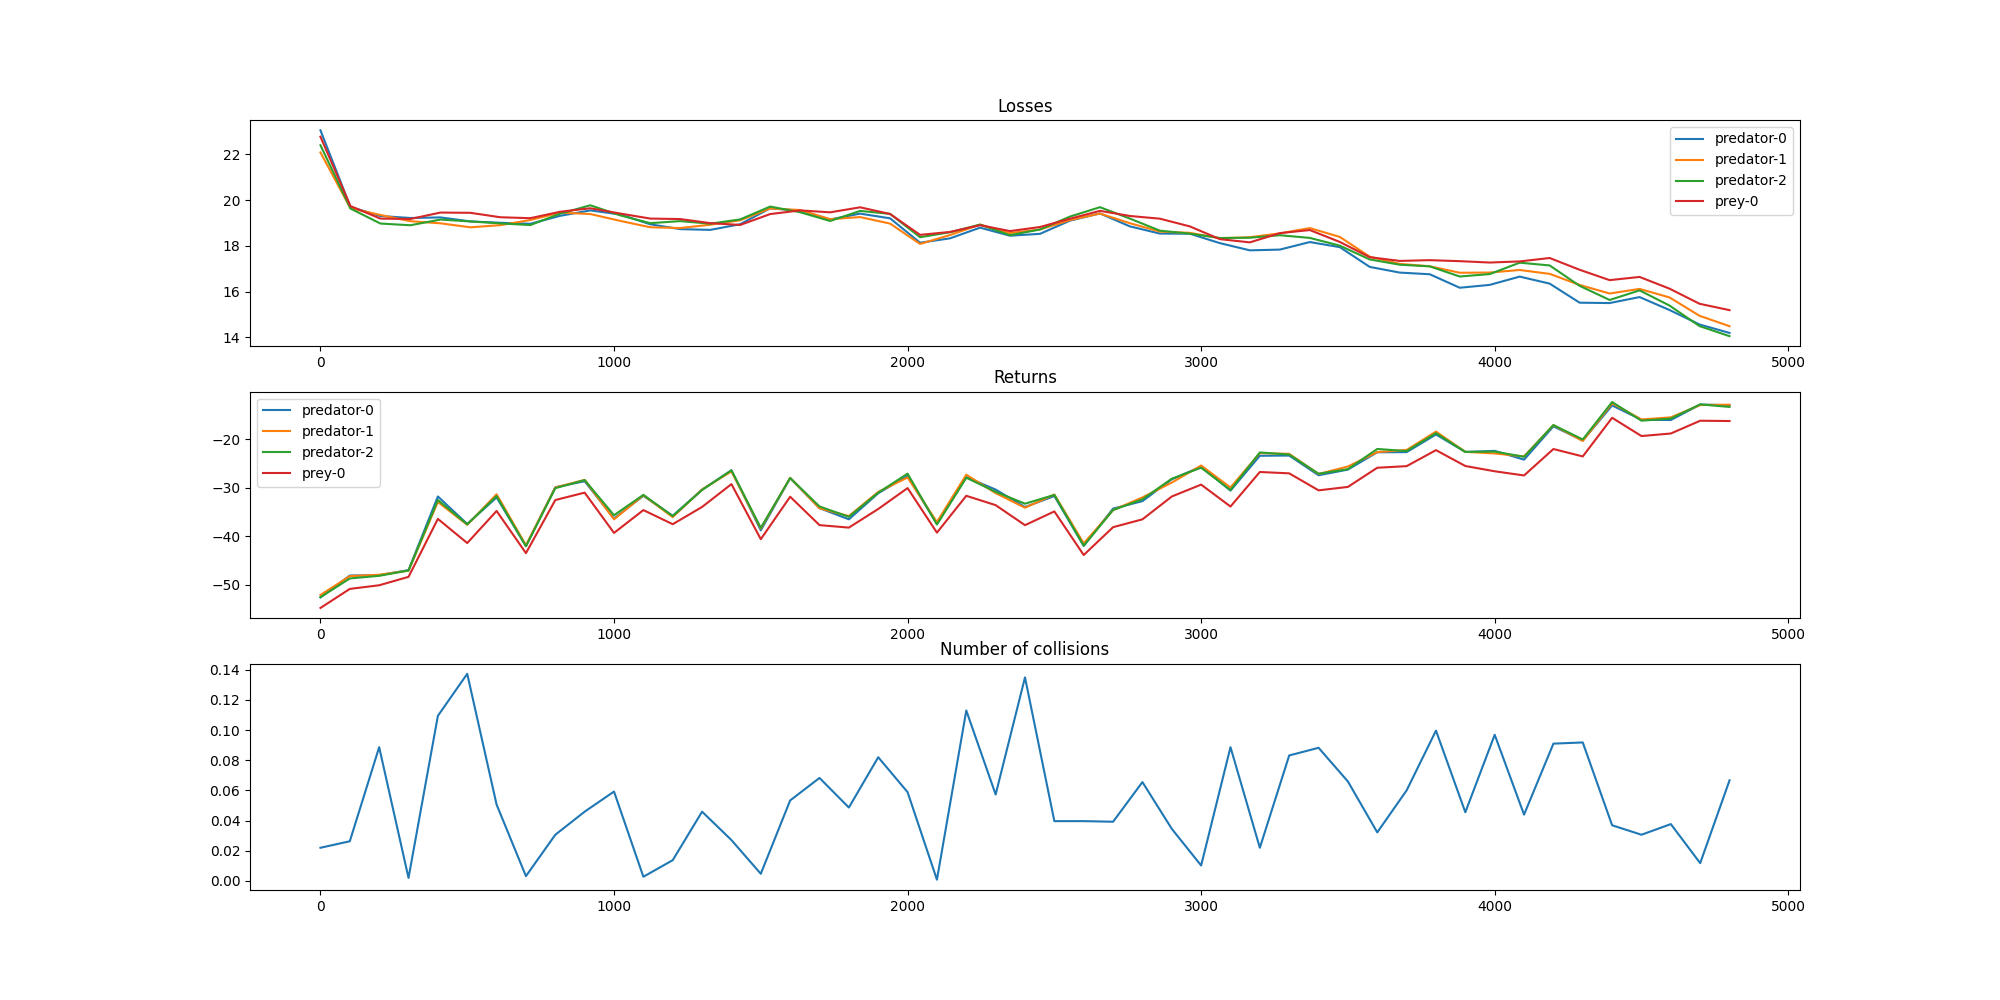 Losses
22
20
18
16
14
predator-0
predator-1
predator-2
prey-0
0 1000 2000 3000 4000 5000
Returns
−20
−30
−40
−50
predator-0
predator-1
predator-2
prey-0
0 1000 2000 3000 4000 5000
Number of collisions
0.14
0.12
0.10
0.08
0.06
0.04
0.02
0.00
0 1000 2000 3000 4000 5000